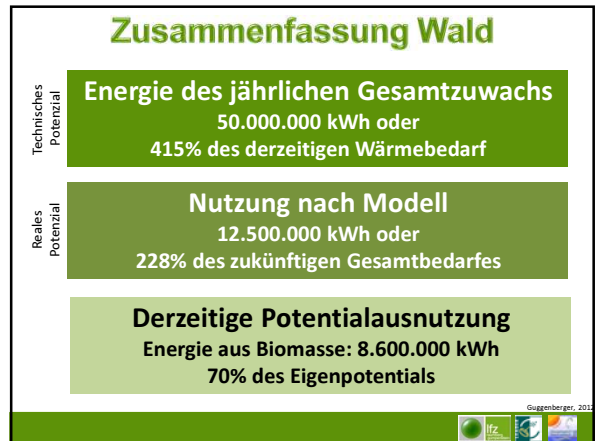 Zusammenfassung Wald
Technisches
Potenzial
Energie des jährlichen Gesamtzuwachs
50.000.000 kWh oder
415% des derzeitigen Wärmebedarf
Reales
Potenzial
Nutzung nach Modell
12.500.000 kWh oder
228% des zukünftigen Gesamtbedarfes
Derzeitige Potentialausnutzung
Energie aus Biomasse: 8.600.000 kWh
70% des Eigenpotentials
Guggenberger, 2012
lfz